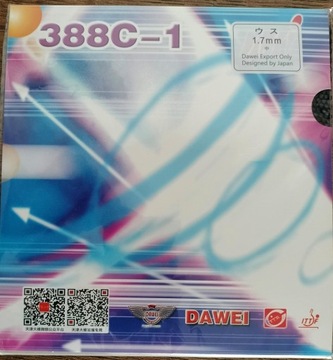 388C-1
ウス
1.7mm
Dawei Export Only
Designed by Japan
DAWEI
ITTF